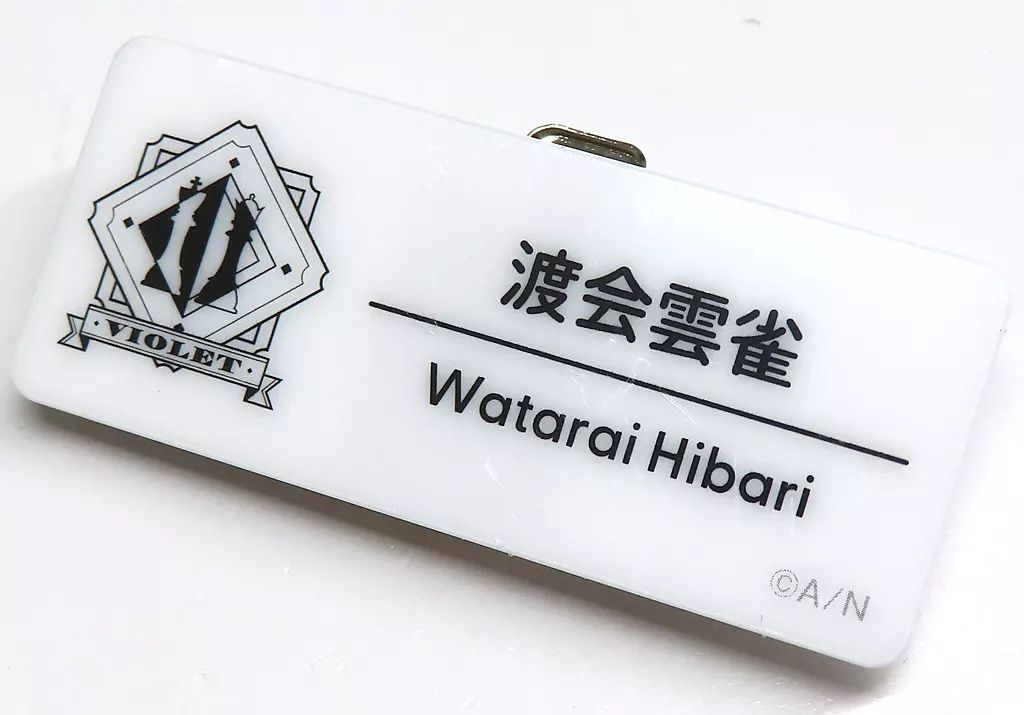 ·VIOLET·
渡会雲雀
Watarai Hibari
©A/N